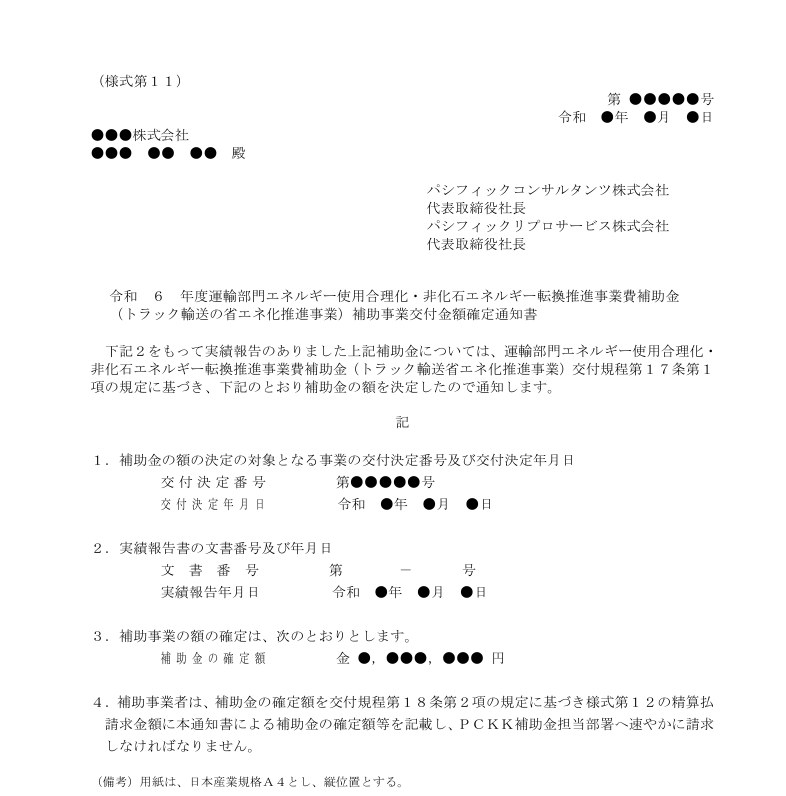 （様式第１１）
第 ●●●●●号
令和　●年　●月　●日
●●●株式会社
●●●　●●　●●　殿
パシフィックコンサルタンツ株式会社
代表取締役社長
パシフィックリプロサービス株式会社
代表取締役社長
令和　６　年度運輸部門エネルギー使用合理化・非化石エネルギー転換推進事業費補助金
（トラック輸送の省エネ化推進事業）補助事業交付金額確定通知書
下記２をもって実績報告のありました上記補助金については、運輸部門エネルギー使用合理化・
非化石エネルギー転換推進事業費補助金（トラック輸送省エネ化推進事業）交付規程第１７条第１
項の規定に基づき、下記のとおり補助金の額を決定したので通知します。
記
１．補助金の額の決定の対象となる事業の交付決定番号及び交付決定年月日
交付決定番号　　　　　第●●●●●号
交付決定年月日　　　　　令和　●年　●月　●日
２．実績報告書の文書番号及び年月日
文　書　番　号　　　　　第　　　　－　　　　号
実績報告年月日　　　　　令和　●年　●月　●日
３．補助事業の額の確定は、次のとおりとします。
補助金の確定額　　　　　金 ●，●●●，●●● 円
４．補助事業者は、補助金の確定額を交付規程第１８条第２項の規定に基づき様式第１２の精算払
請求金額に本通知書による補助金の確定額等を記載し、ＰＣＫＫ補助金担当部署へ速やかに請求
しなければなりません。
（備考）用紙は、日本産業規格Ａ４とし、縦位置とする。